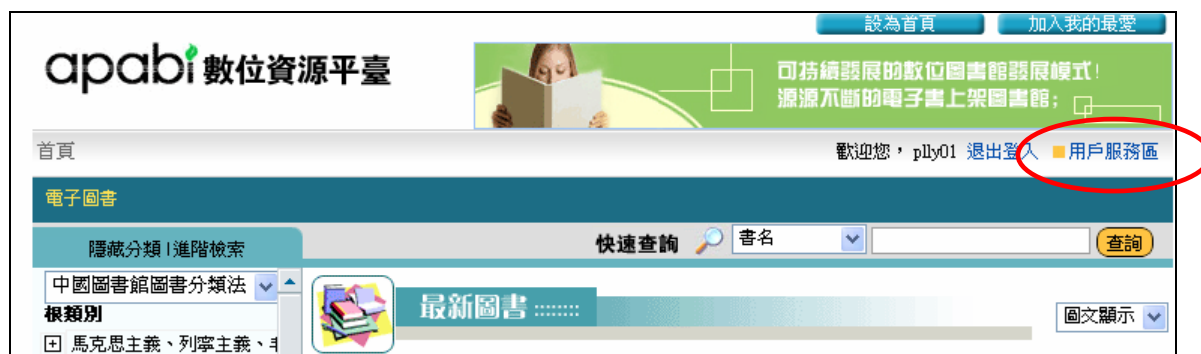 設為首頁 加入我的最愛
apabi 數位資源平臺
可持續發展的數位圖書館發展模式!
源源不斷的電子書上架圖書館;
首頁 歡迎您, plly01 退出登入 用戶服務區
電子圖書
隱藏分類 | 進階檢索 快速查詢 書名 查詢
中國圖書館圖書分類法
根類別
最新圖書 ::::::::
圖文顯示
+ 馬克思主義、列寧主義、